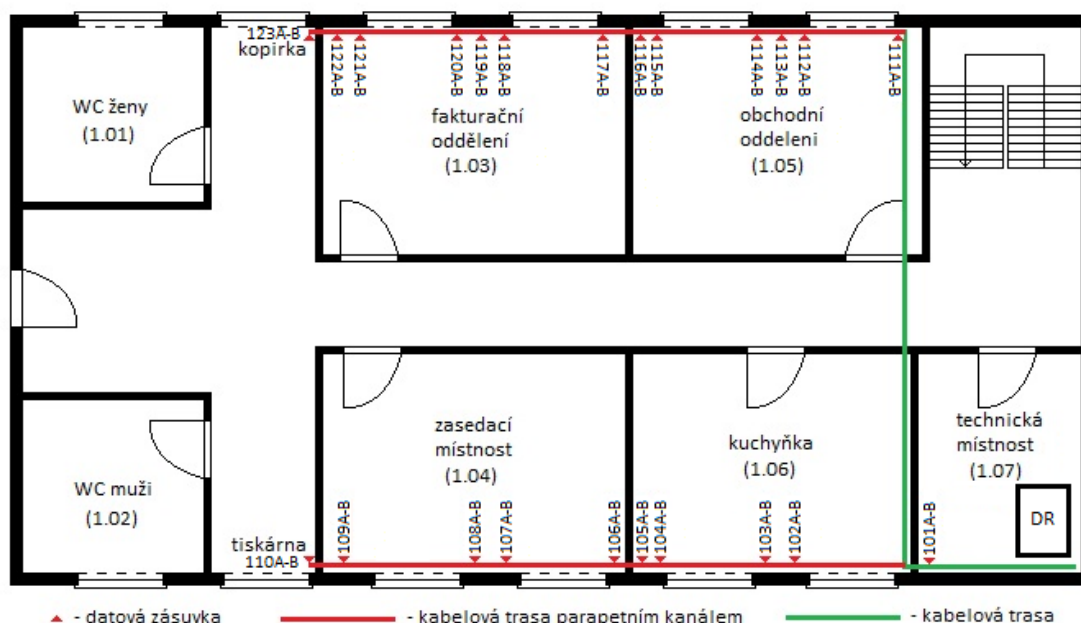 123A-B
kopirka
122A-B
121A-B
120A-B
119A-B
118A-B
117A-B
116A-B
115A-B
114A-B
113A-B
112A-B
111A-B
WC ženy
(1.01)
fakturační
oddělení
(1.03)
obchodní
oddeleni
(1.05)
WC muži
(1.02)
zasedací
místnost
(1.04)
kuchyňka
(1.06)
technická
místnost
(1.07)
DR
tiskárna
110A-B
109A-B
108A-B
107A-B
106A-B
105A-B
104A-B
103A-B
102A-B
101A-B
- datová zásuvka
- kabelová trasa parapetním kanálem
- kabelová trasa